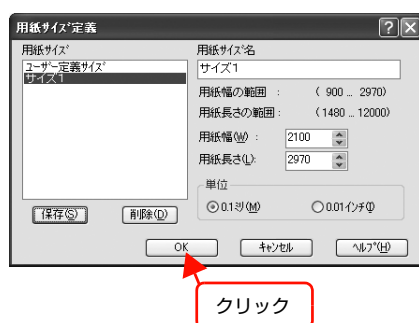 用紙サイズ定義
用紙サイズ
ユーザー定義サイズ
サイズ1
保存(S)
削除(D)
用紙サイズ名
サイズ1
用紙幅の範囲 : ( 900 .. 2970)
用紙長さの範囲: (1480 .. 12000)
用紙幅(W) : 2100
用紙長さ(L): 2970
単位
0.1ミリ(M)
0.01インチ(I)
OK
キャンセル
ヘルプ(H)
クリック